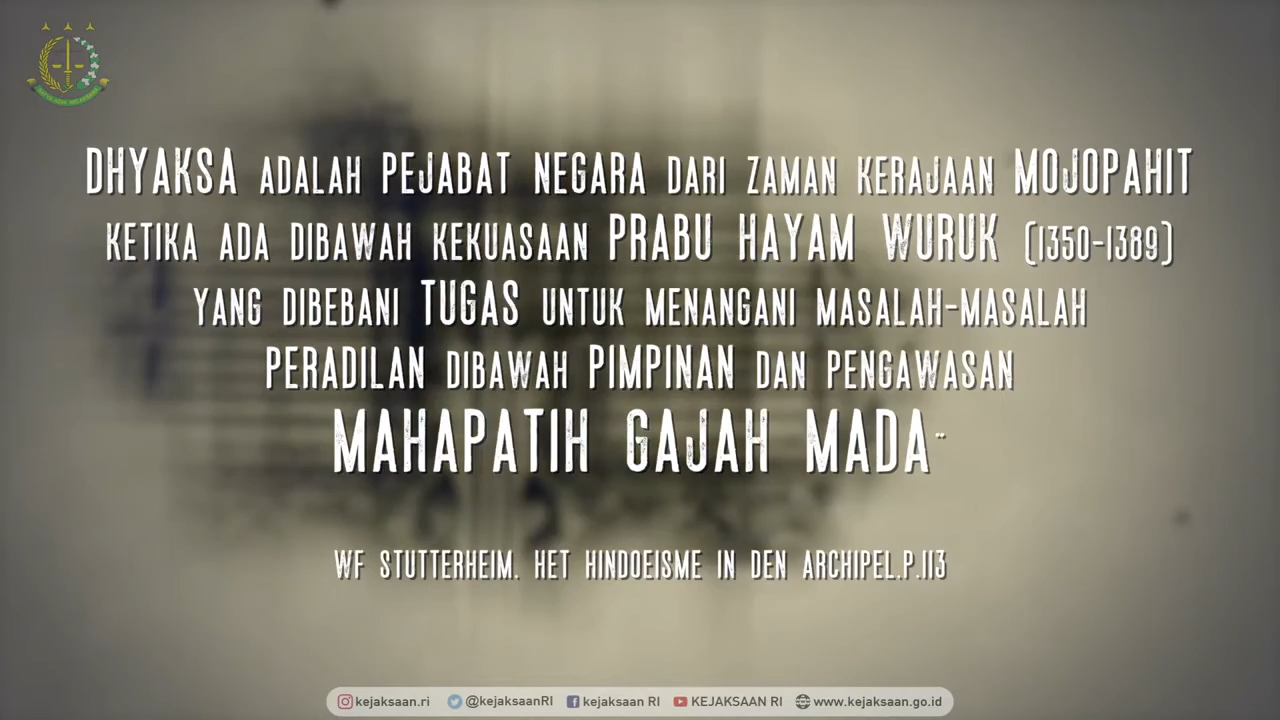 DHYAKSA ADALAH PEJABAT NEGARA DARI ZAMAN KERAJAAN MOJOPAHIT
KETIKA ADA DIBAWAH KEKUASAAN PRABU HAYAM WURUK (1350-1389)
YANG DIBEBANI TUGAS UNTUK MENANGANI MASALAH-MASALAH
PERADILAN DIBAWAH PIMPINAN DAN PENGAWASAN
MAHAPATIH GAJAH MADA"
WF STUTTERHEIM. HET HINDOEISME IN DEN ARCHIPEL.P.113
kejaksaan.ri @kejaksaanRI kejaksaan RI KEJAKSAAN RI www.kejaksaan.go.id